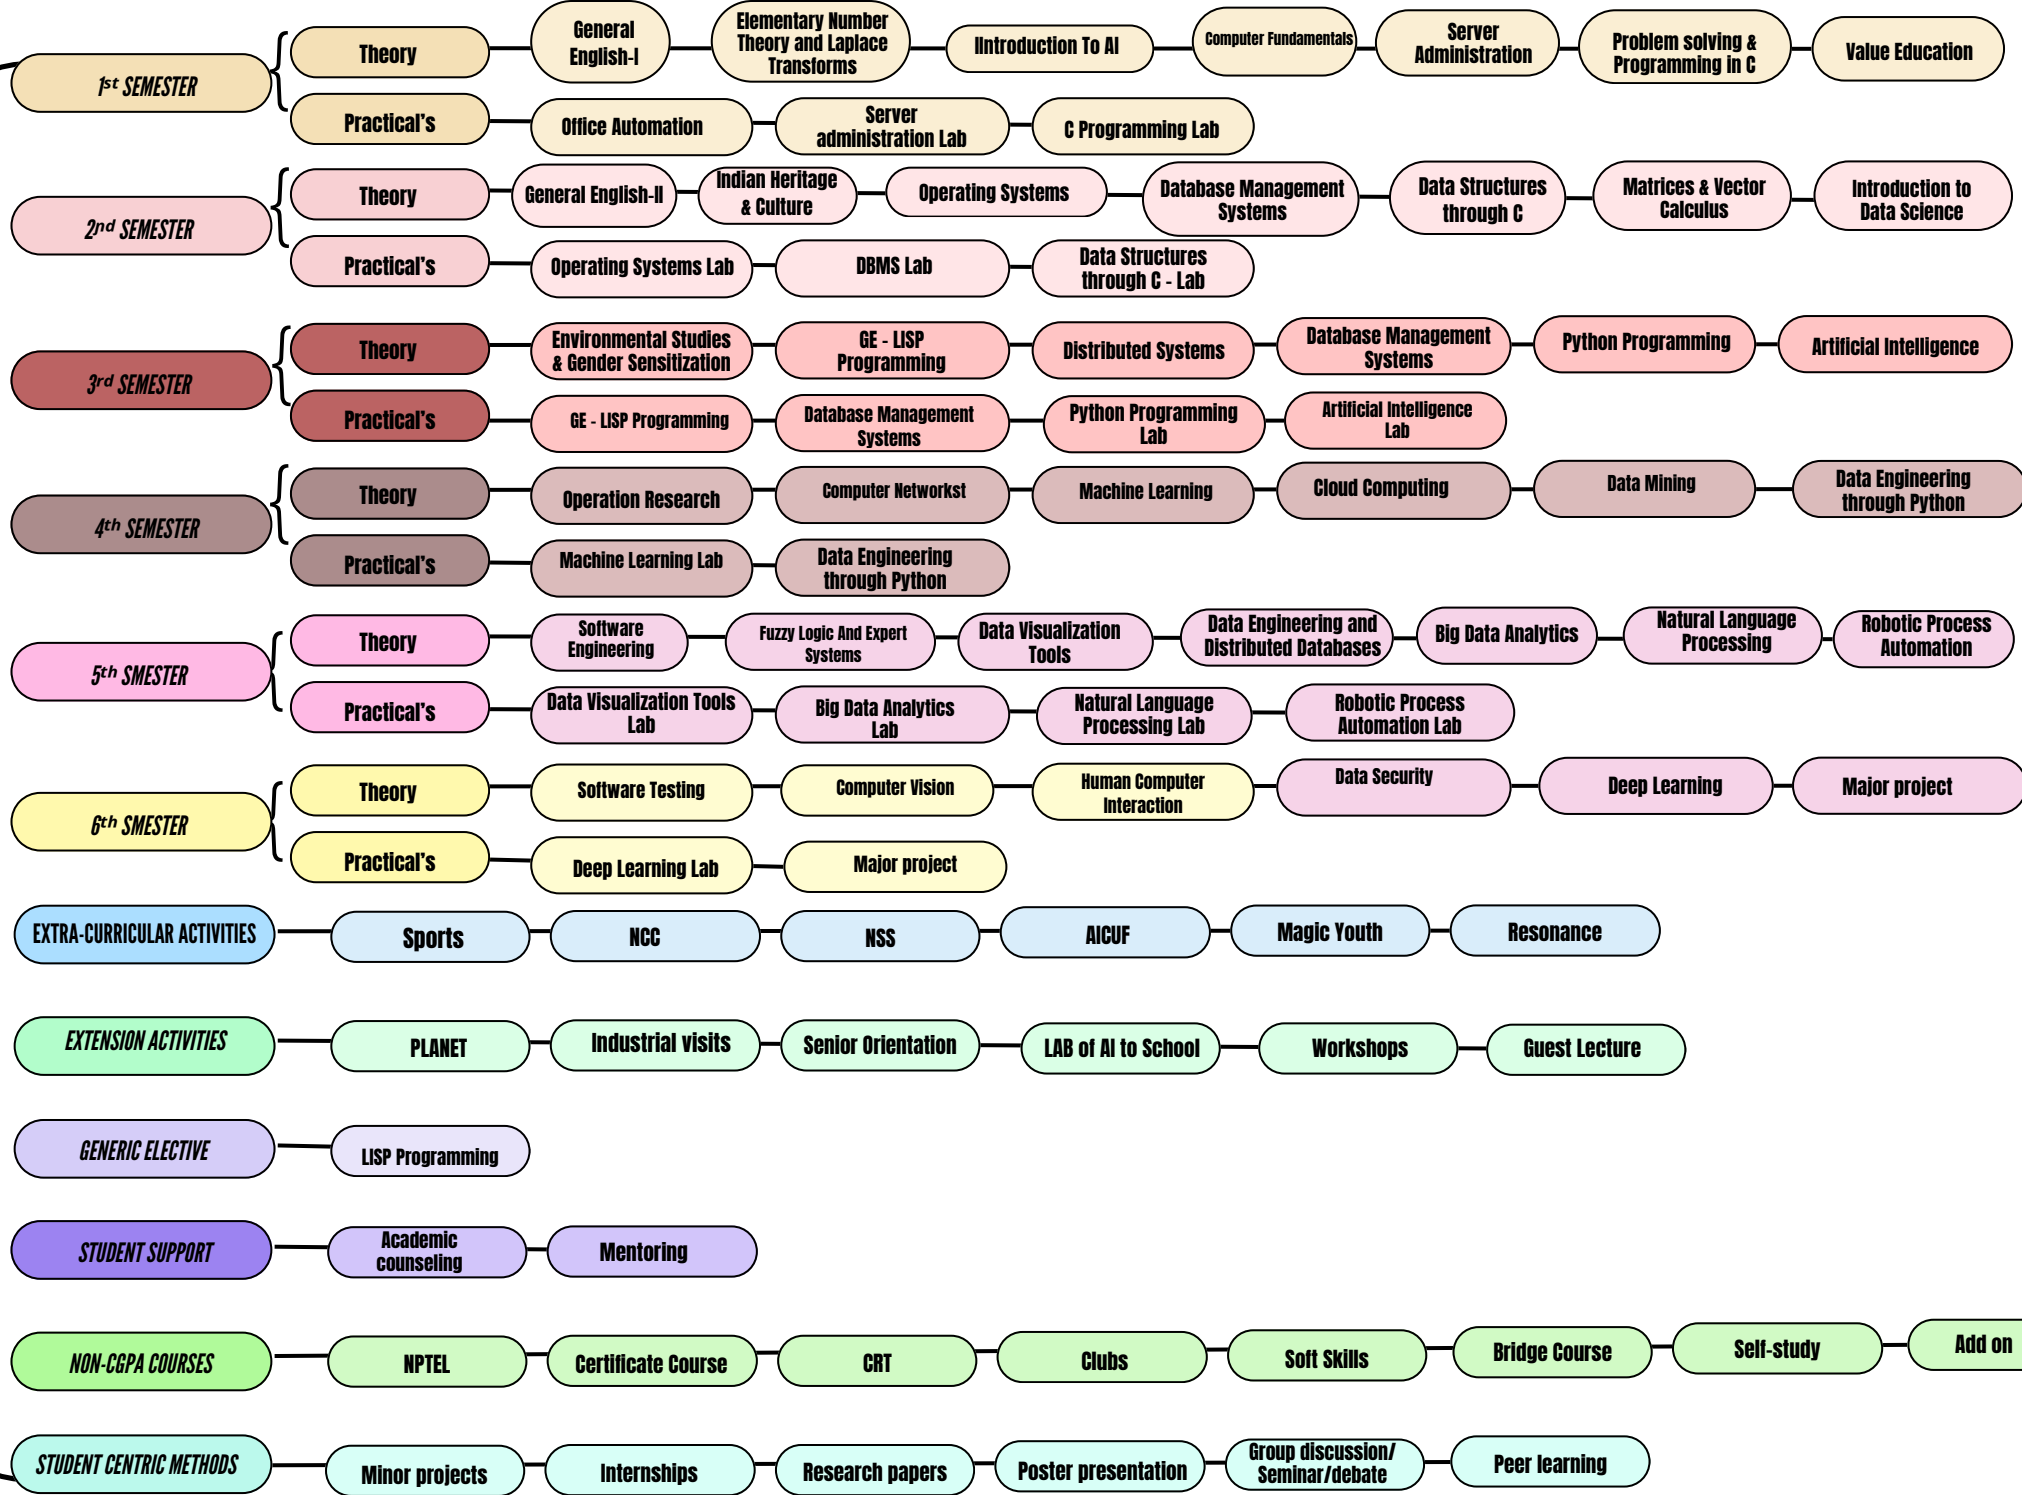 1st SEMESTER
Theory
General
English-I
Elementary Number
Theory and Laplace
Transforms
IIntroduction To AI
Computer Fundamentals
Server
Administration
Problem solving &
Programming in C
Value Education
Practical's
Office Automation
Server
administration Lab
C Programming Lab
2nd SEMESTER
Theory
General English-II
Indian Heritage
& Culture
Operating Systems
Database Management
Systems
Data Structures
through C
Matrices & Vector
Calculus
Introduction to
Data Science
Practical's
Operating Systems Lab
DBMS Lab
Data Structures
through C - Lab
3rd SEMESTER
Theory
Environmental Studies
& Gender Sensitization
GE - LISP
Programming
Distributed Systems
Database Management
Systems
Python Programming
Artificial Intelligence
Practical's
GE - LISP Programming
Database Management
Systems
Python Programming
Lab
Artificial Intelligence
Lab
4th SEMESTER
Theory
Operation Research
Computer Networkst
Machine Learning
Cloud Computing
Data Mining
Data Engineering
through Python
Practical's
Machine Learning Lab
Data Engineering
through Python
5th SMESTER
Theory
Software
Engineering
Fuzzy Logic And Expert
Systems
Data Visualization
Tools
Data Engineering and
Distributed Databases
Big Data Analytics
Natural Language
Processing
Robotic Process
Automation
Practical's
Data Visualization Tools
Lab
Big Data Analytics
Lab
Natural Language
Processing Lab
Robotic Process
Automation Lab
6th SMESTER
Theory
Software Testing
Computer Vision
Human Computer
Interaction
Data Security
Deep Learning
Major project
Practical's
Deep Learning Lab
Major project
EXTRA-CURRICULAR ACTIVITIES
Sports
NCC
NSS
AICUF
Magic Youth
Resonance
EXTENSION ACTIVITIES
PLANET
Industrial visits
Senior Orientation
LAB of AI to School
Workshops
Guest Lecture
GENERIC ELECTIVE
LISP Programming
STUDENT SUPPORT
Academic
counseling
Mentoring
NON-CGPA COURSES
NPTEL
Certificate Course
CRT
Clubs
Soft Skills
Bridge Course
Self-study
Add on
STUDENT CENTRIC METHODS
Minor projects
Internships
Research papers
Poster presentation
Group discussion/
Seminar/debate
Peer learning